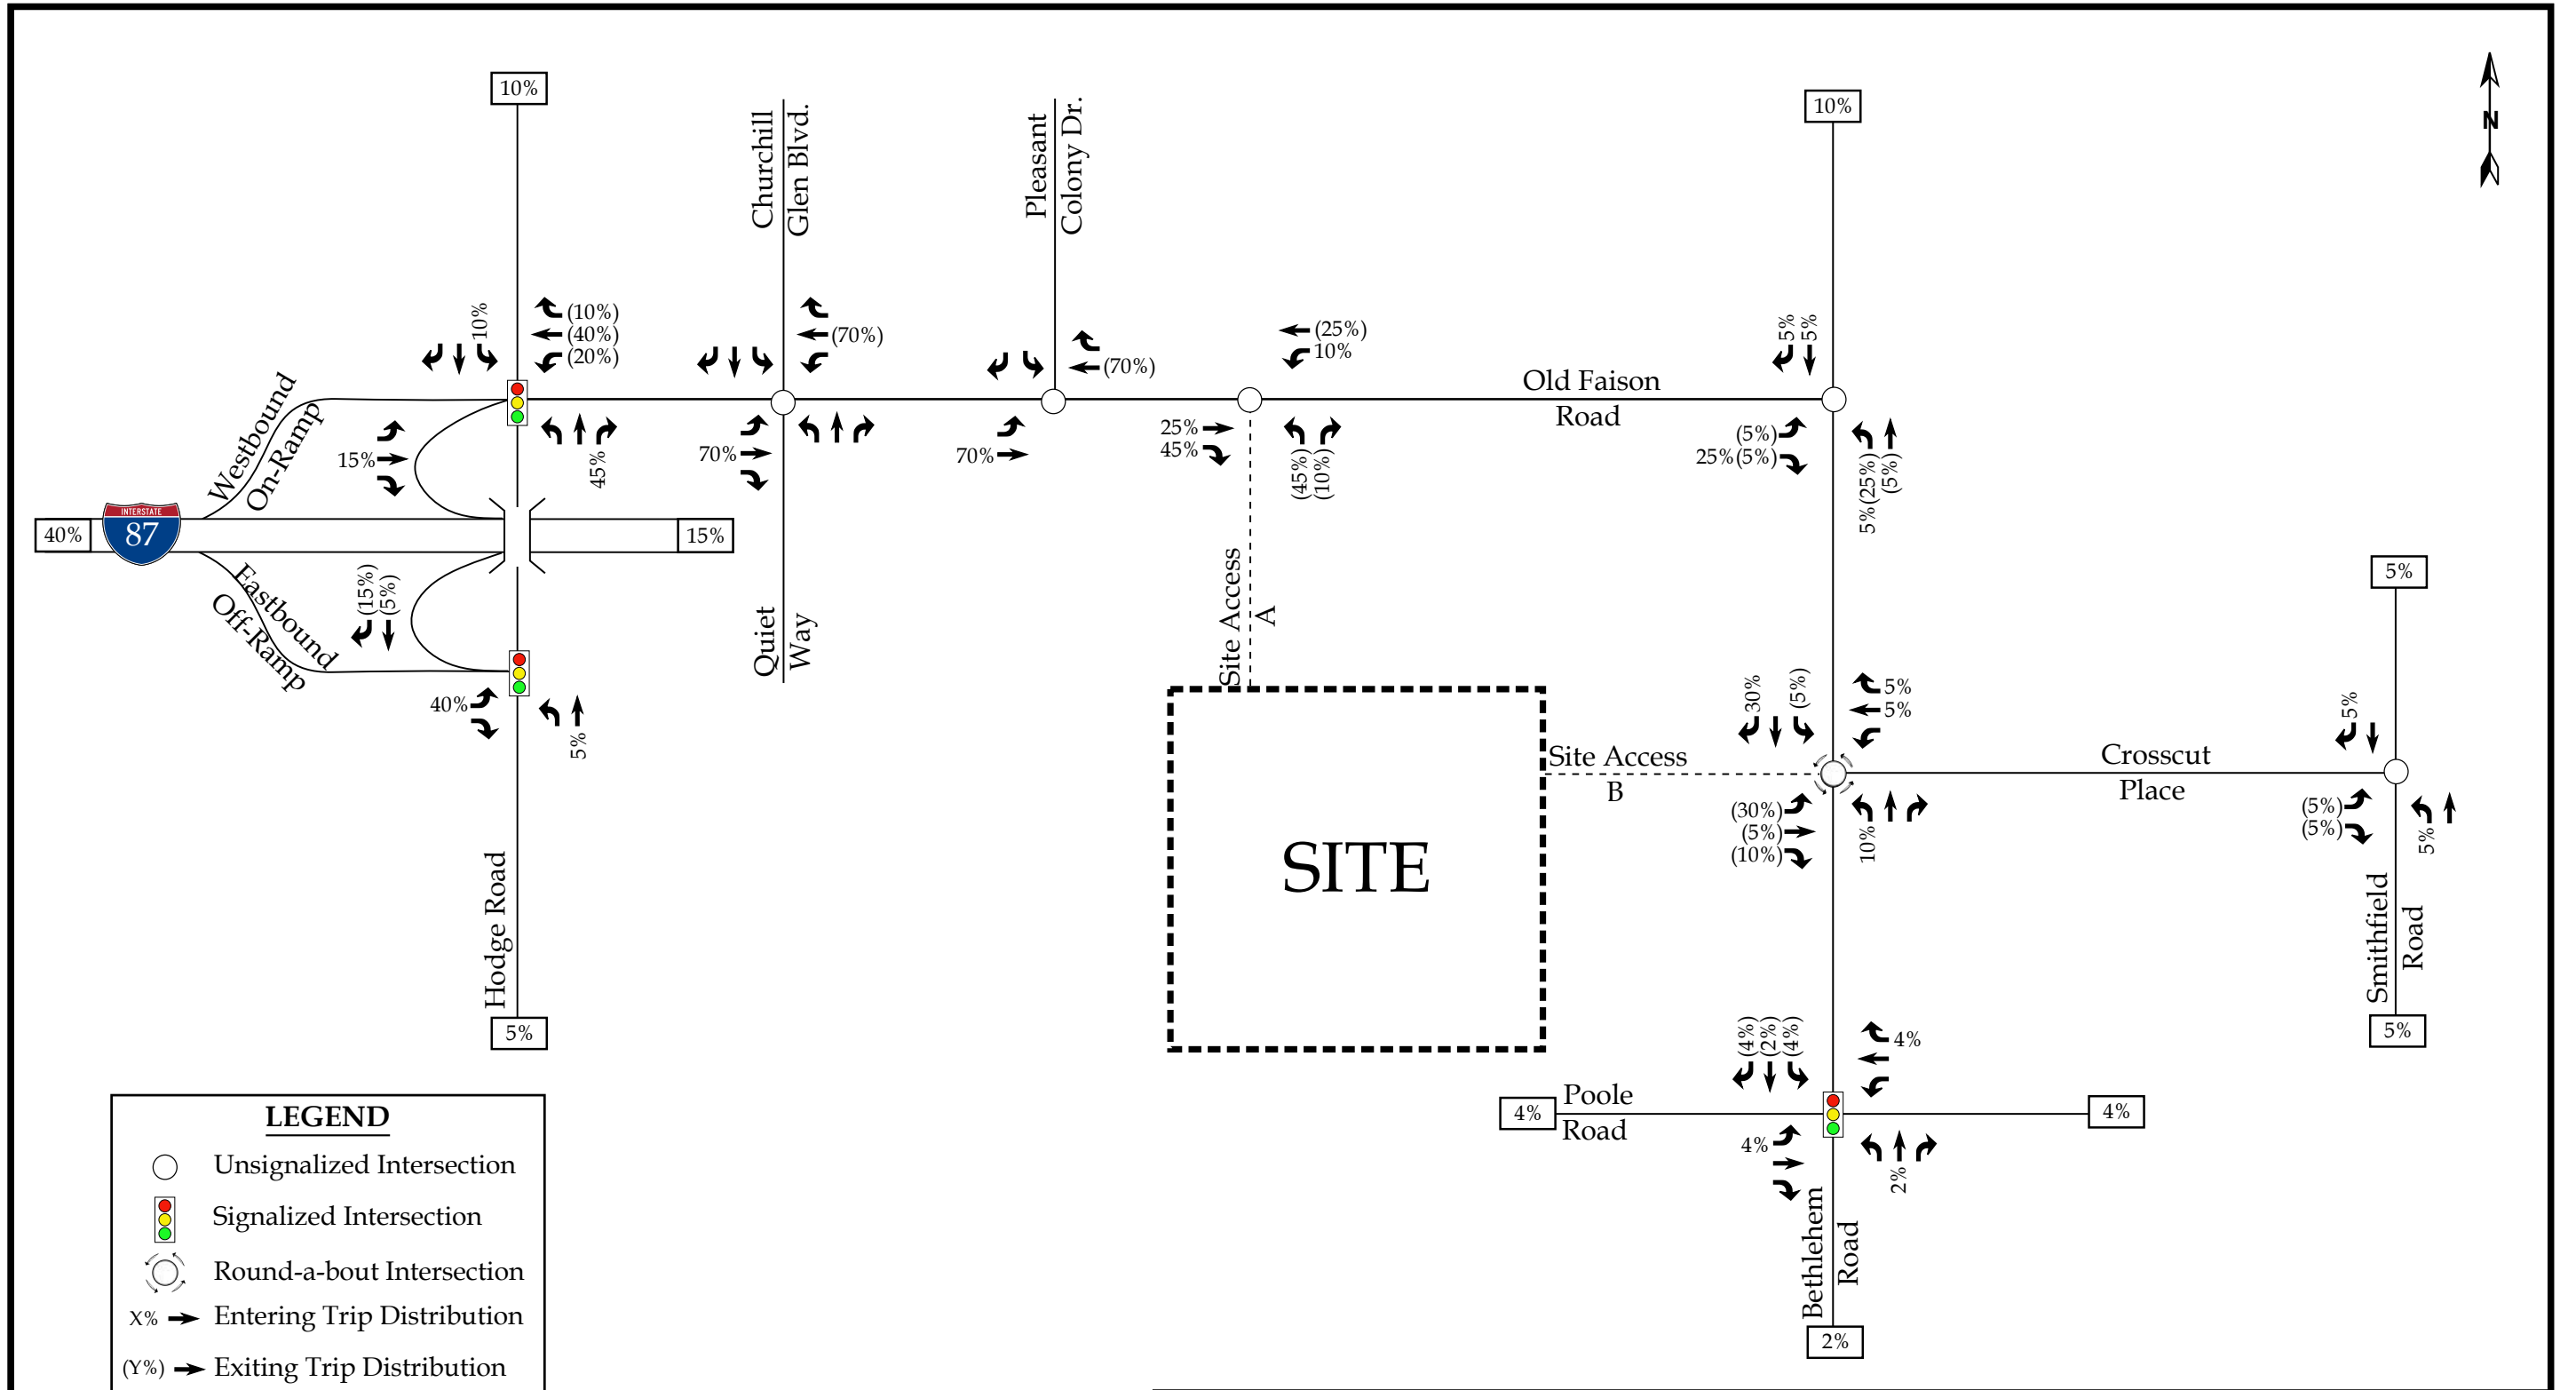 10%
10%
N
Churchill
Glen Blvd.
Pleasant
Colony Dr.
10%
(10%)
(40%)
(20%)
(70%)
(70%)
(25%)
10%
5%
5%
Old Faison
Road
Westbound
On-Ramp
15%
45%
70%
70%
25%
45%
(45%)
(10%)
(5%)
25%(5%)
5%(25%)
(5%)
40%
INTERSTATE
87
15%
Eastbound
Off-Ramp
(15%)
(5%)
Quiet
Way
Site Access
A
5%
40%
5%
30%
(5%)
5%
5%
5%
Site Access
B
Crosscut
Place
(30%)
(5%)
(10%)
10%
(5%)
(5%)
5%
SITE
Hodge Road
5%
Smithfield
Road
5%
(4%)
(2%)
(4%)
4%
4%
Poole
Road
4%
4%
2%
Bethlehem
Road
2%
LEGEND
Unsignalized Intersection
Signalized Intersection
Round-a-bout Intersection
X% Entering Trip Distribution
(Y%) Exiting Trip Distribution